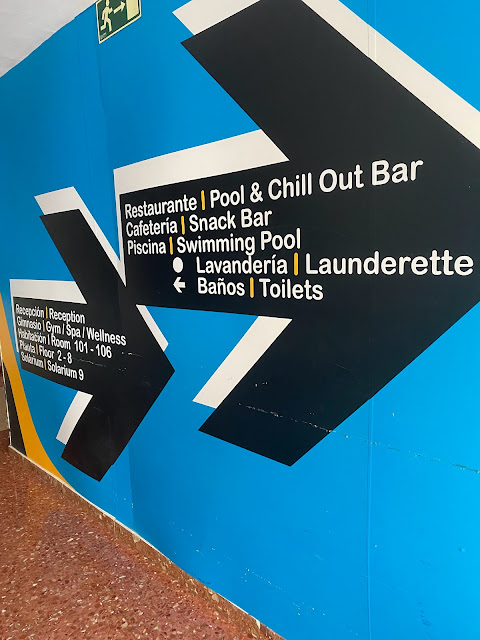 Restaurante | Pool & Chill Out Bar
Cafetería | Snack Bar
Piscina | Swimming Pool
Lavandería | Launderette
Baños | Toilets
Recepción | Reception
Gimnasio | Gym / Spa / Wellness
Habitación | Room 101 - 106
Planta | Floor 2 - 8
Solárium | Solarium 9